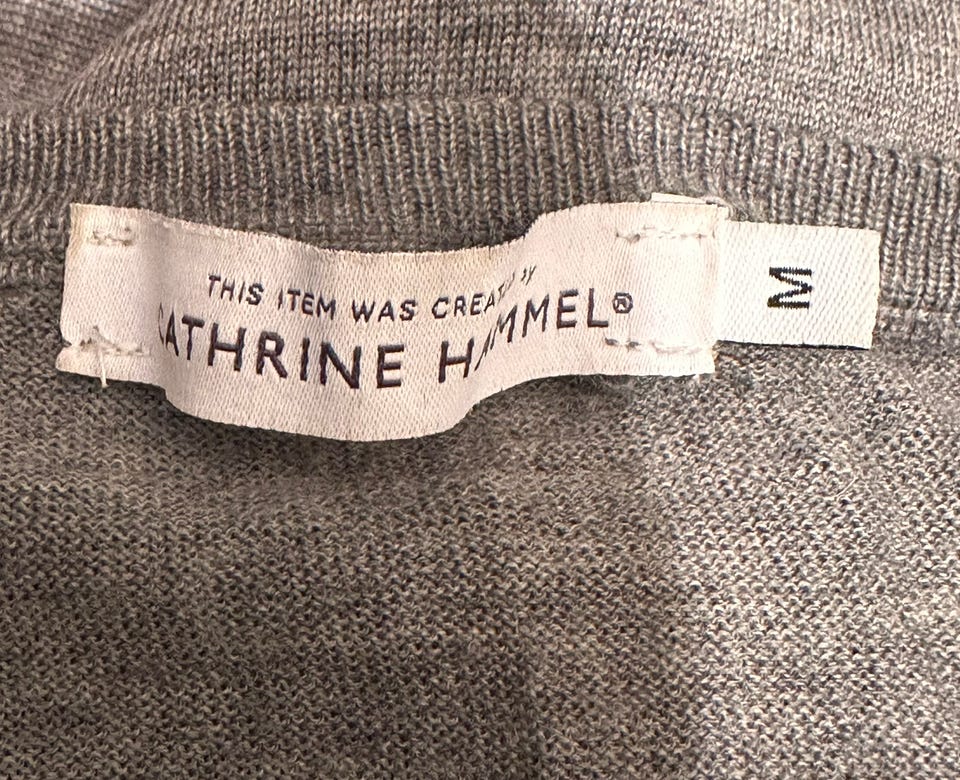 THIS ITEM WAS CREATED BY
CATHRINE HAMMEL®
M